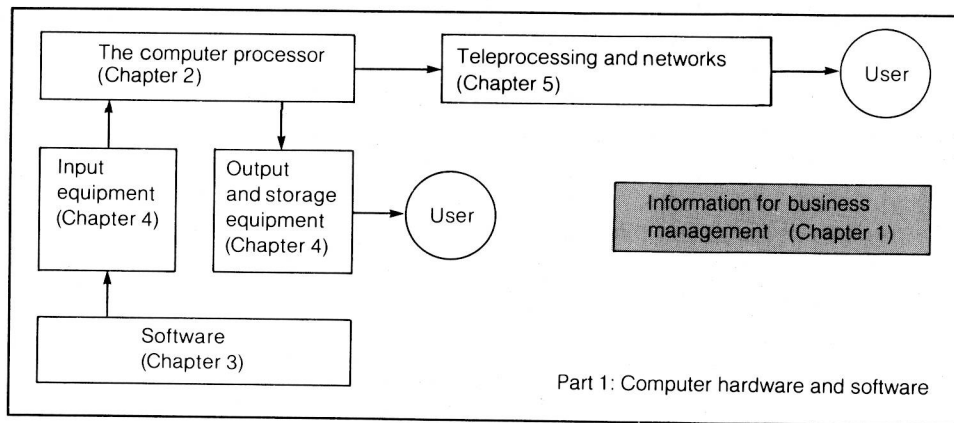 The computer processor
(Chapter 2)
Teleprocessing and networks
(Chapter 5)
User
Input
equipment
(Chapter 4)
Output
and storage
equipment
(Chapter 4)
User
Information for business
management (Chapter 1)
Software
(Chapter 3)
Part 1: Computer hardware and software